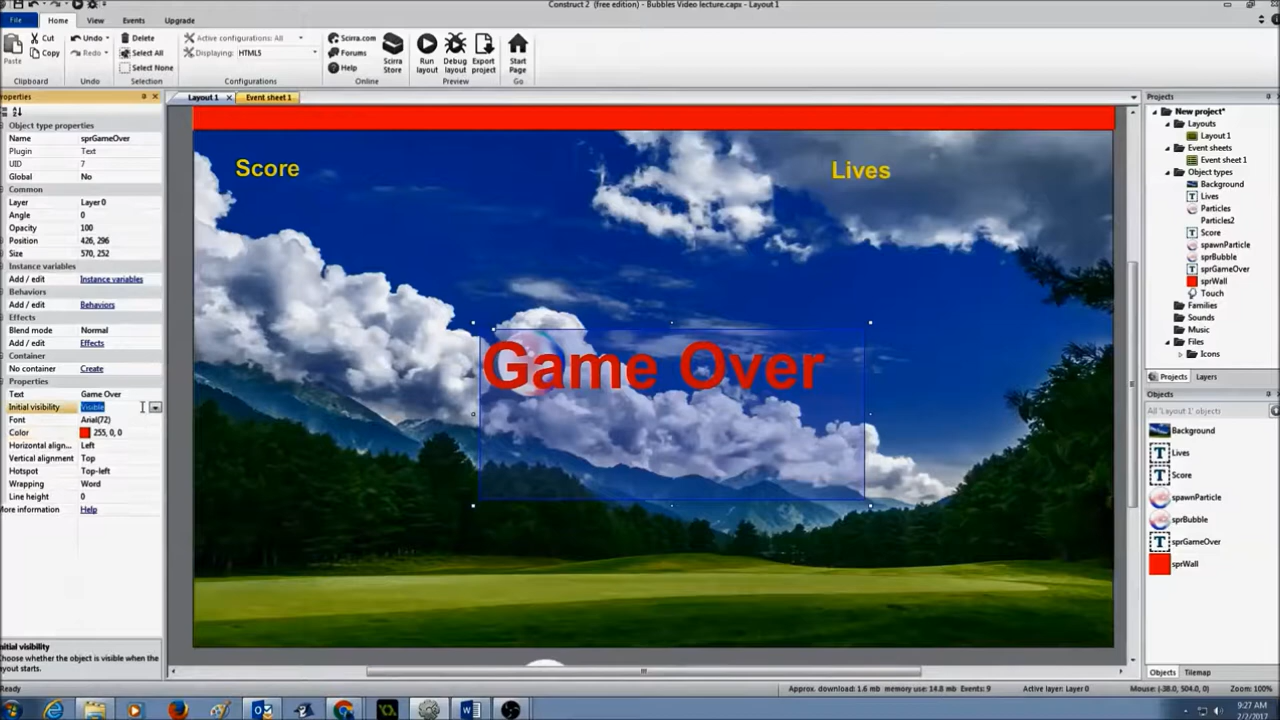 Construct 2 (free edition) - Bubbles Video lecture.capx - Layout 1
File Home View Events Upgrade
Paste
Cut
Copy
Clipboard
Undo
Redo
Undo
Delete
Select All
Select None
Selection
Active configurations: All
Displaying: HTML5
Configurations
Scirra.com
Forums
Help
Scirra Store
Online
Run layout
Debug layout
Export project
Preview
Start Page
Go
Properties
Object type properties
Name sprGameOver
Plugin Text
UID 7
Global No
Common
Layer Layer 0
Angle 0
Opacity 100
Position 426, 296
Size 570, 252
Instance variables
Add / edit Instance variables
Behaviors
Add / edit Behaviors
Effects
Blend mode Normal
Add / edit Effects
Container
No container Create
Properties
Text Game Over
Initial visibility Visible
Font Arial(72)
Color 255, 0, 0
Horizontal align... Left
Vertical alignment Top
Hotspot Top-left
Wrapping Word
Line height 0
More information Help
Initial visibility
Choose whether the object is visible when the
layout starts.
Layout 1 Event sheet 1
Score Lives
Game Over
Projects
New project*
Layouts
Layout 1
Event sheets
Event sheet 1
Object types
Background
Lives
Particles
Particles2
Score
spawnParticle
sprBubble
sprGameOver
sprWall
Touch
Families
Sounds
Music
Files
Icons
Projects Layers
Objects
All 'Layout 1' objects
Background
Lives
Score
spawnParticle
sprBubble
sprGameOver
sprWall
Objects Tilemap
Ready Approx. download: 1.6 mb memory use: 14.8 mb Events: 9 Active layer: Layer 0 Mouse: (-38.0, 504.0, 0) Zoom: 100%
9:27 AM
2/2/2017